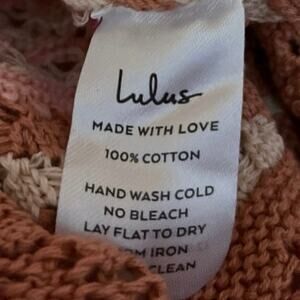 Lulus
MADE WITH LOVE
100% COTTON
HAND WASH COLD
NO BLEACH
LAY FLAT TO DRY
IRON
CLEAN